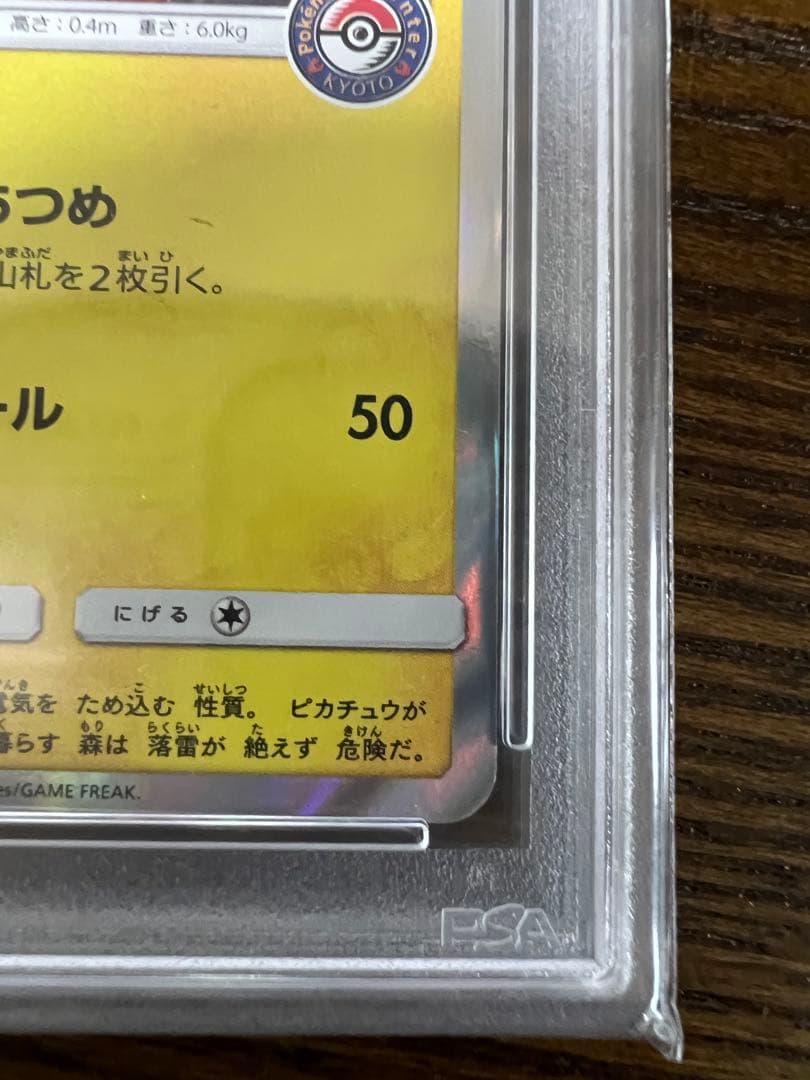 高さ:0.4m 重さ:6.0kg
KYOTO
つめ
まふだ まい ひ
山札を2枚引く。
ール 50
にげる
こ せいしつ
気を ため込む 性質。 ピカチュウが
く もり らくらい た きけん
暮らす 森は 落雷が 絶えず 危険だ。
es/GAME FREAK.
PSA